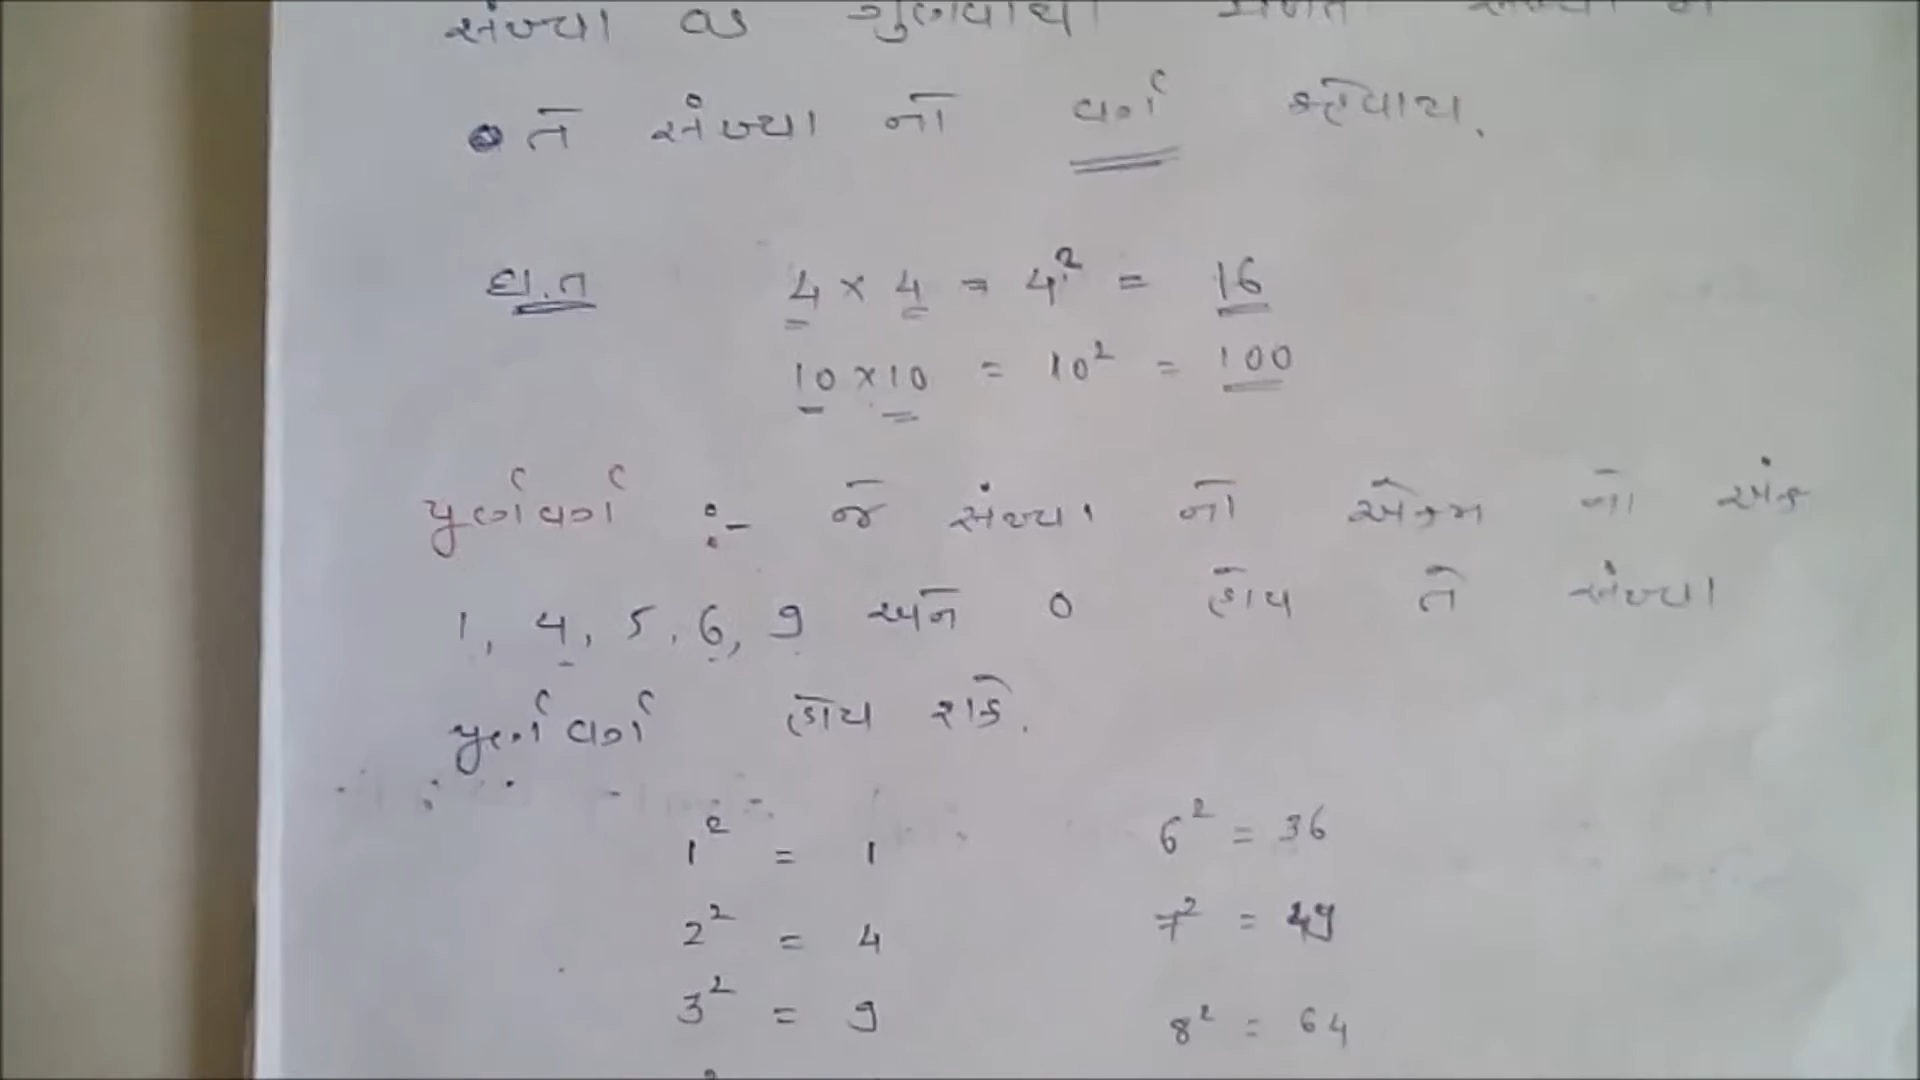 સંખ્યા વડે ગુણવાથી મળતી સંખ્યા ને
તે સંખ્યા નો વર્ગ કહેવાય.
દા.ત 4 × 4 = 4² = 16
10 × 10 = 10² = 100
પૂર્ણવર્ગ :- જે સંખ્યા નો એકમ નો અંક
1, 4, 5, 6, 9 અને 0 હોય તે સંખ્યા
પૂર્ણવર્ગ હોય શકે.
1² = 1 6² = 36
2² = 4 7² = 49
3² = 9 8² = 64